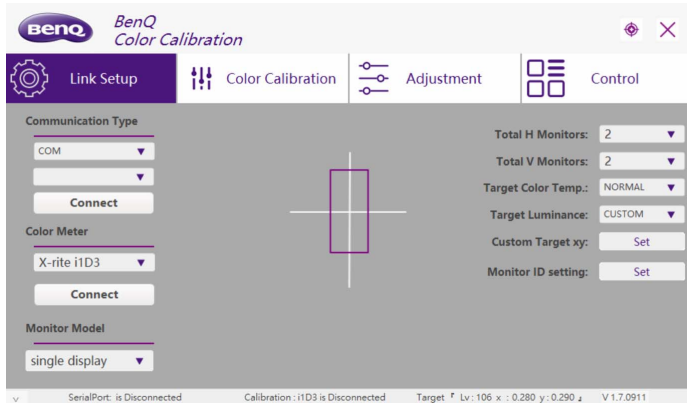 BenQ
BenQ
Color Calibration
Link Setup
Color Calibration
Adjustment
Control
Communication Type
COM
Connect
Color Meter
X-rite i1D3
Connect
Monitor Model
single display
Total H Monitors: 2
Total V Monitors: 2
Target Color Temp.: NORMAL
Target Luminance: CUSTOM
Custom Target xy: Set
Monitor ID setting: Set
SerialPort: is Disconnected Calibration : i1D3 is Disconnected Target 『 Lv : 106 x : 0.280 y : 0.290 』 V 1.7.0911